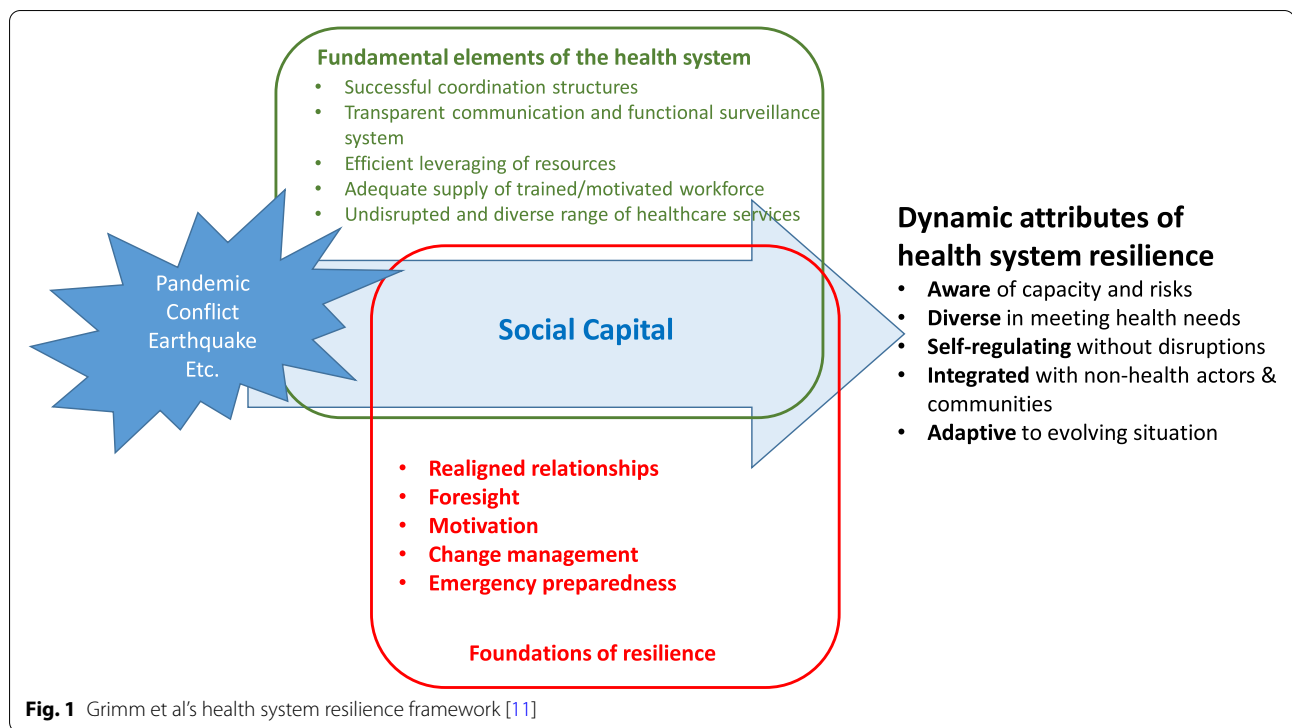 Fundamental elements of the health system
• Successful coordination structures
• Transparent communication and functional surveillance
system
• Efficient leveraging of resources
• Adequate supply of trained/motivated workforce
• Undisrupted and diverse range of healthcare services
Pandemic
Conflict
Earthquake
Etc.
Social Capital
Dynamic attributes of
health system resilience
• Aware of capacity and risks
• Diverse in meeting health needs
• Self-regulating without disruptions
• Integrated with non-health actors &
communities
• Adaptive to evolving situation
• Realigned relationships
• Foresight
• Motivation
• Change management
• Emergency preparedness
Foundations of resilience
Fig. 1 Grimm et al’s health system resilience framework [11]